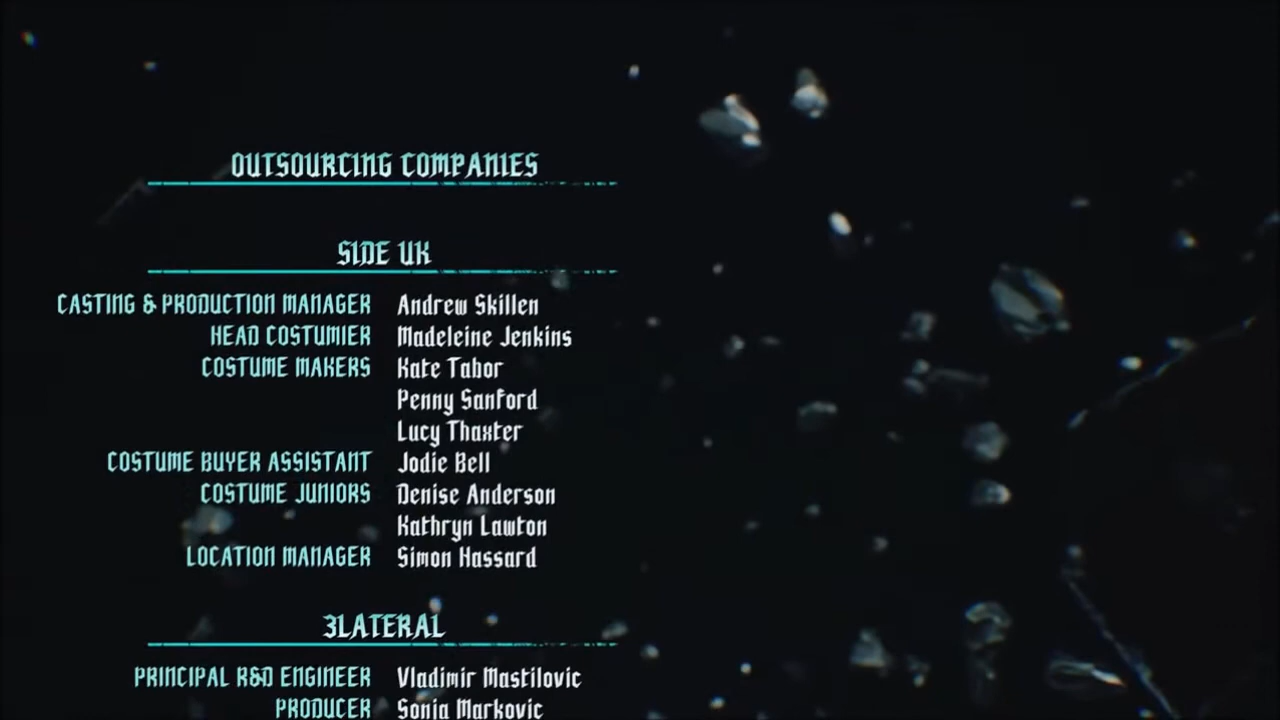 OUTSOURCING COMPANIES
SIDE UK
CASTING & PRODUCTION MANAGER Andrew Skillen
HEAD COSTUMIER Madeleine Jenkins
COSTUME MAKERS Kate Tabor
Penny Sanford
Lucy Thaxter
COSTUME BUYER ASSISTANT Jodie Bell
COSTUME JUNIORS Denise Anderson
Kathryn Lawton
LOCATION MANAGER Simon Hassard
3LATERAL
PRINCIPAL R&D ENGINEER Vladimir Mastilovic
PRODUCER Sonja Markovic